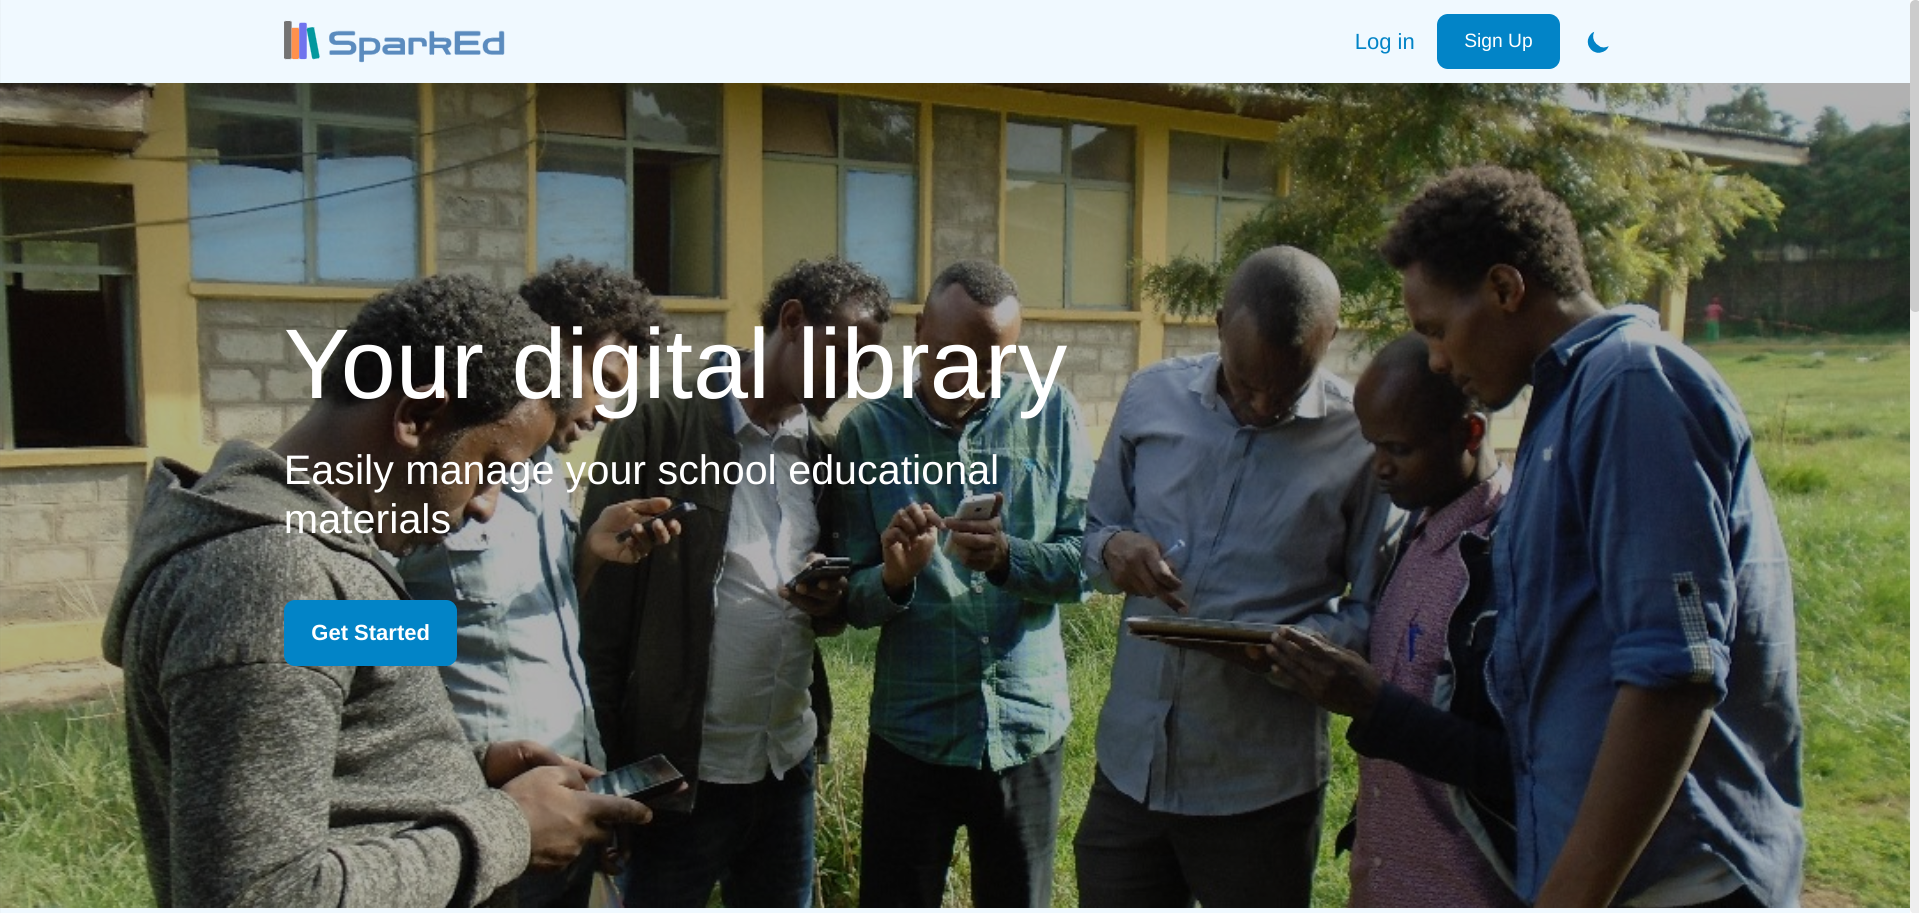 SparkEd
Log in
Sign Up
Your digital library
Easily manage your school educational
materials
Get Started